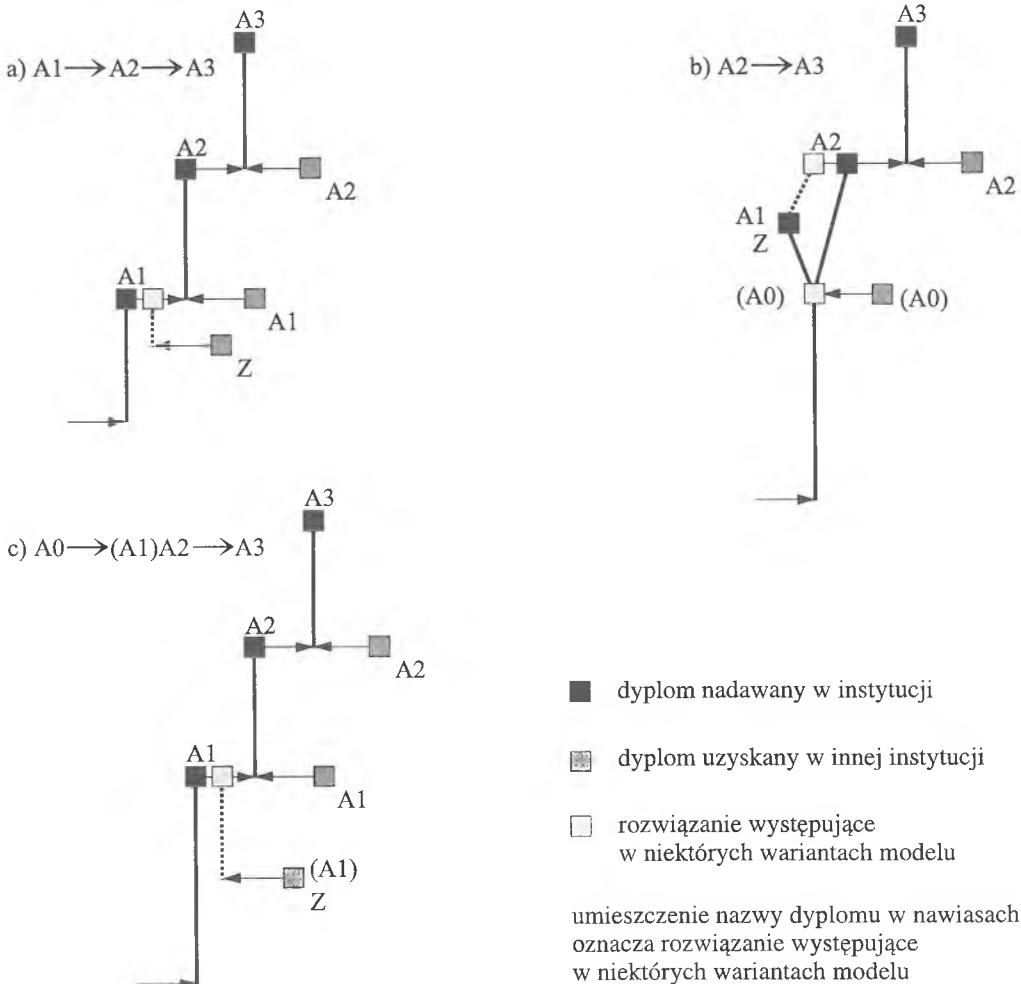 A3
a) A1→A2→A3
A2
A2
A1
A1
Z
A3
b) A2→A3
A2
A2
A1
Z
(A0)
(A0)
A3
c) A0→(A1)A2→A3
A2
A2
A1
A1
(A1)
Z
dyplom nadawany w instytucji
dyplom uzyskany w innej instytucji
rozwiązanie występujące
w niektórych wariantach modelu
umieszczenie nazwy dyplomu w nawiasach
oznacza rozwiązanie występujące
w niektórych wariantach modelu